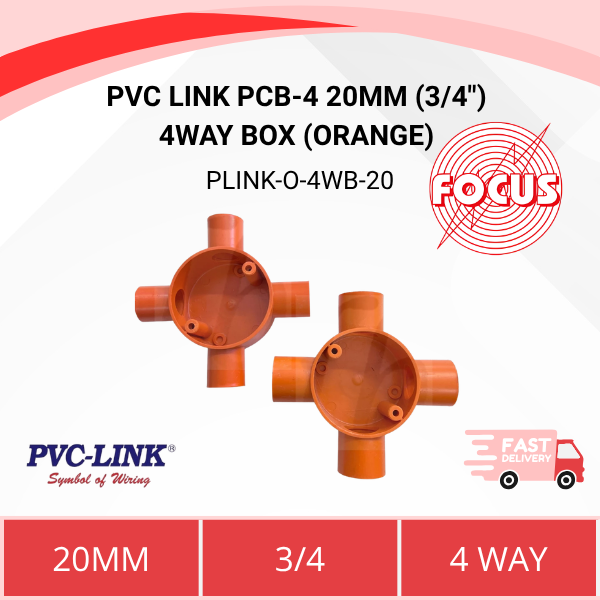 PVC LINK PCB-4 20MM (3/4")
4WAY BOX (ORANGE)
PLINK-O-4WB-20
FOCUS
PVC-LINK®
Symbol of Wiring
FAST
DELIVERY
20MM
3/4
4 WAY